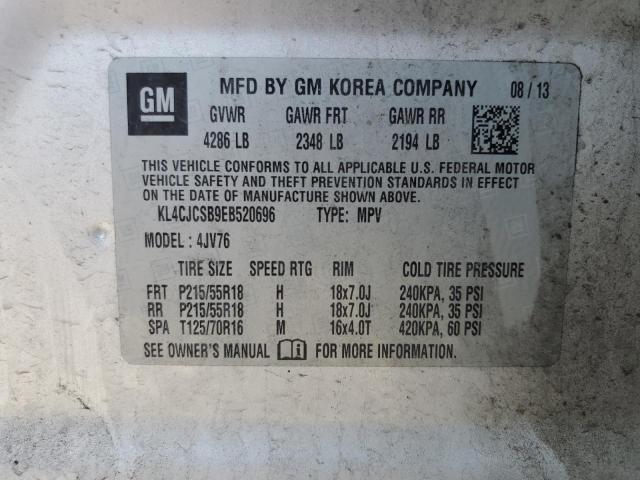 GM MFD BY GM KOREA COMPANY 08/13
GVWR GAWR FRT GAWR RR
4286 LB 2348 LB 2194 LB
THIS VEHICLE CONFORMS TO ALL APPLICABLE U.S. FEDERAL MOTOR
VEHICLE SAFETY AND THEFT PREVENTION STANDARDS IN EFFECT
ON THE DATE OF MANUFACTURE SHOWN ABOVE.
KL4CJCSB9EB520696 TYPE: MPV
MODEL: 4JV76
TIRE SIZE SPEED RTG RIM COLD TIRE PRESSURE
FRT P215/55R18 H 18x7.0J 240KPA, 35 PSI
RR P215/55R18 H 18x7.0J 240KPA, 35 PSI
SPA T125/70R16 M 16x4.0T 420KPA, 60 PSI
SEE OWNER'S MANUAL FOR MORE INFORMATION.